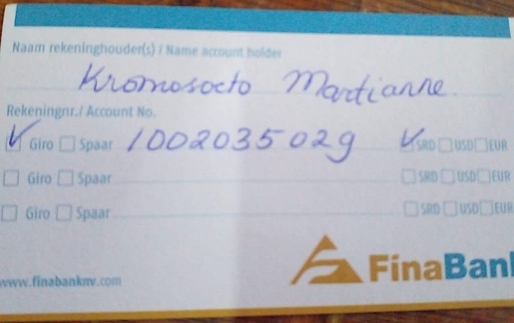 Naam rekeninghouder(s) / Name account holder
Kromosoeto Martianne
Rekeningnr./ Account No.
Giro Spaar 1002035029 SRD USD EUR
Giro Spaar SRD USD EUR
Giro Spaar SRD USD EUR
www.finabanknv.com
FinaBank